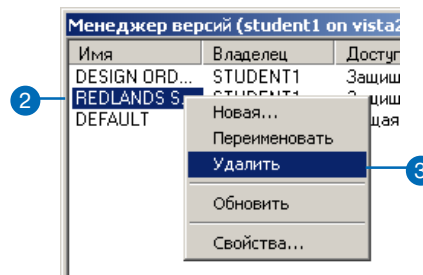 Менеджер версий (student1 on vista2
Имя Владелец Доступ
DESIGN ORD... STUDENT1 Защищ
2 REDLANDS S... STUDENT1
DEFAULT
Новая...
Переименовать
Удалить 3
Обновить
Свойства...